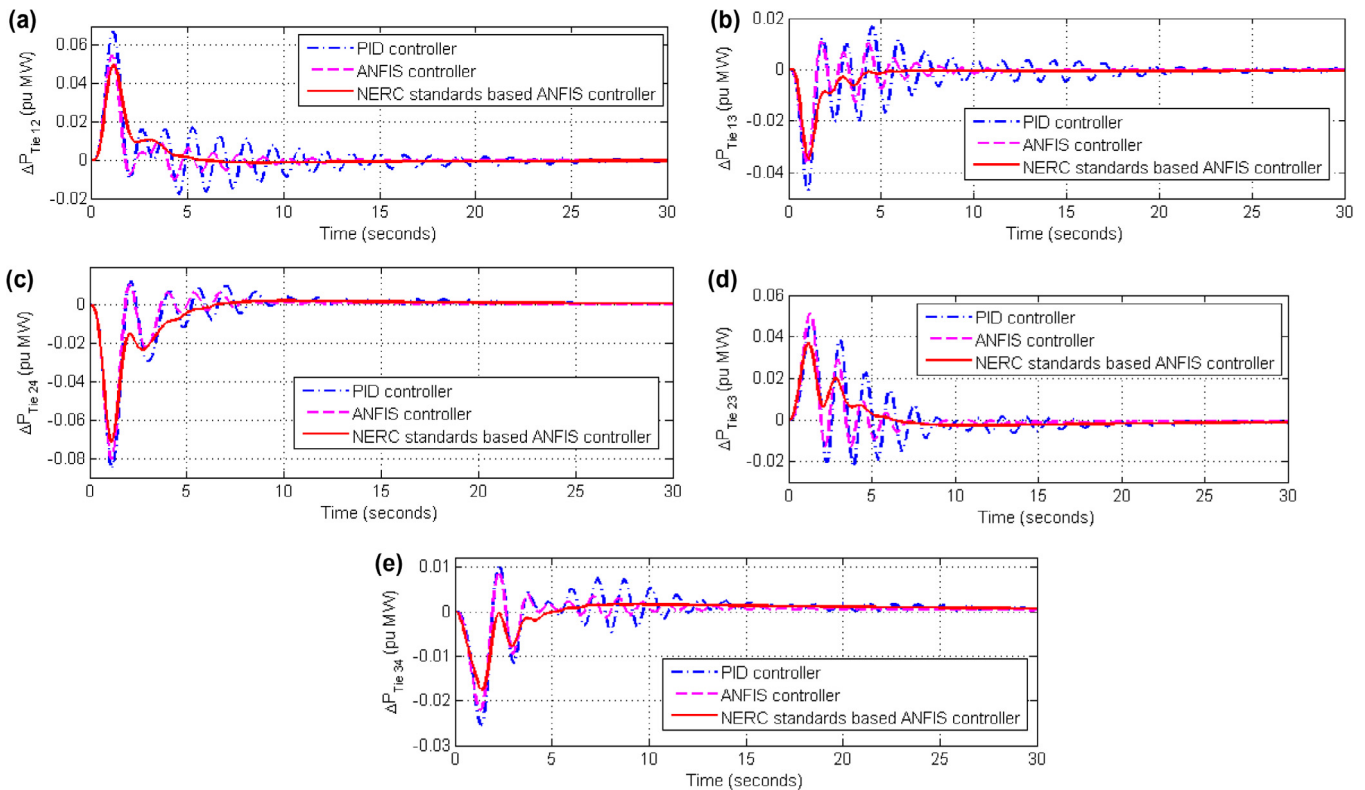 (a)
ΔP Tie 12 (pu MW)
0.06
0.04
0.02
0
-0.02
PID controller
ANFIS controller
NERC standards based ANFIS controller
0 5 10 15 20 25 30
Time (seconds)
(b)
ΔP Tie 13 (pu MW)
0.02
0
-0.02
-0.04
PID controller
ANFIS controller
NERC standards based ANFIS controller
0 5 10 15 20 25 30
Time (seconds)
(c)
ΔP Tie 24 (pu MW)
0
-0.02
-0.04
-0.06
-0.08
PID controller
ANFIS controller
NERC standards based ANFIS controller
0 5 10 15 20 25 30
Time (seconds)
(d)
ΔP Tie 23 (pu MW)
0.06
0.04
0.02
0
-0.02
PID controller
ANFIS controller
NERC standards based ANFIS controller
0 5 10 15 20 25 30
Time (seconds)
(e)
ΔP Tie 34 (pu MW)
0.01
0
-0.01
-0.02
-0.03
PID controller
ANFIS controller
NERC standards based ANFIS controller
0 5 10 15 20 25 30
Time (seconds)